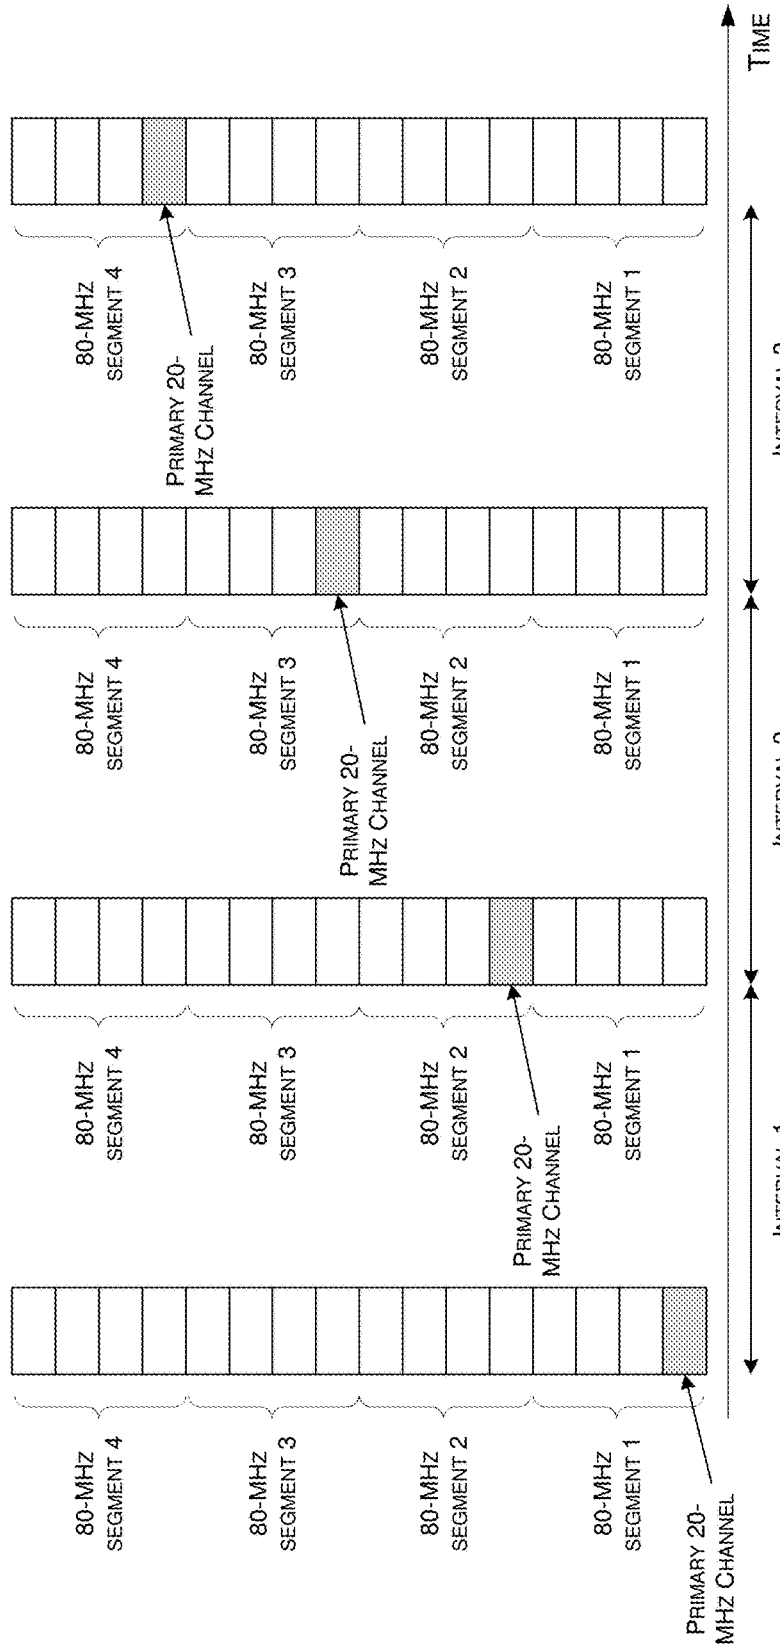 80-MHZ
SEGMENT 4
80-MHZ
SEGMENT 3
80-MHZ
SEGMENT 2
80-MHZ
SEGMENT 1
PRIMARY 20-
MHZ CHANNEL
80-MHZ
SEGMENT 4
80-MHZ
SEGMENT 3
80-MHZ
SEGMENT 2
80-MHZ
SEGMENT 1
PRIMARY 20-
MHZ CHANNEL
80-MHZ
SEGMENT 4
80-MHZ
SEGMENT 3
80-MHZ
SEGMENT 2
80-MHZ
SEGMENT 1
PRIMARY 20-
MHZ CHANNEL
80-MHZ
SEGMENT 4
80-MHZ
SEGMENT 3
80-MHZ
SEGMENT 2
80-MHZ
SEGMENT 1
PRIMARY 20-
MHZ CHANNEL
TIME
INTERVAL 1
INTERVAL
INTERVAL